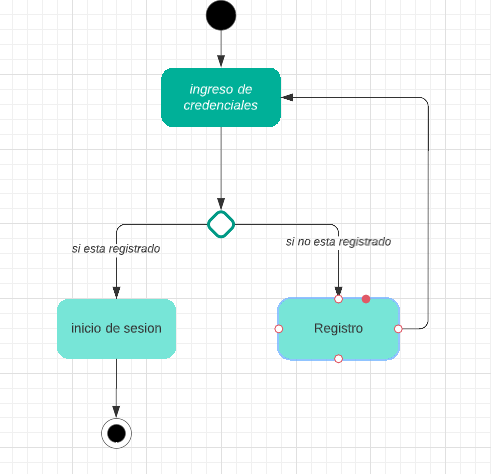 ingreso de
credenciales
si esta registrado
si no esta registrado
inicio de sesion
Registro